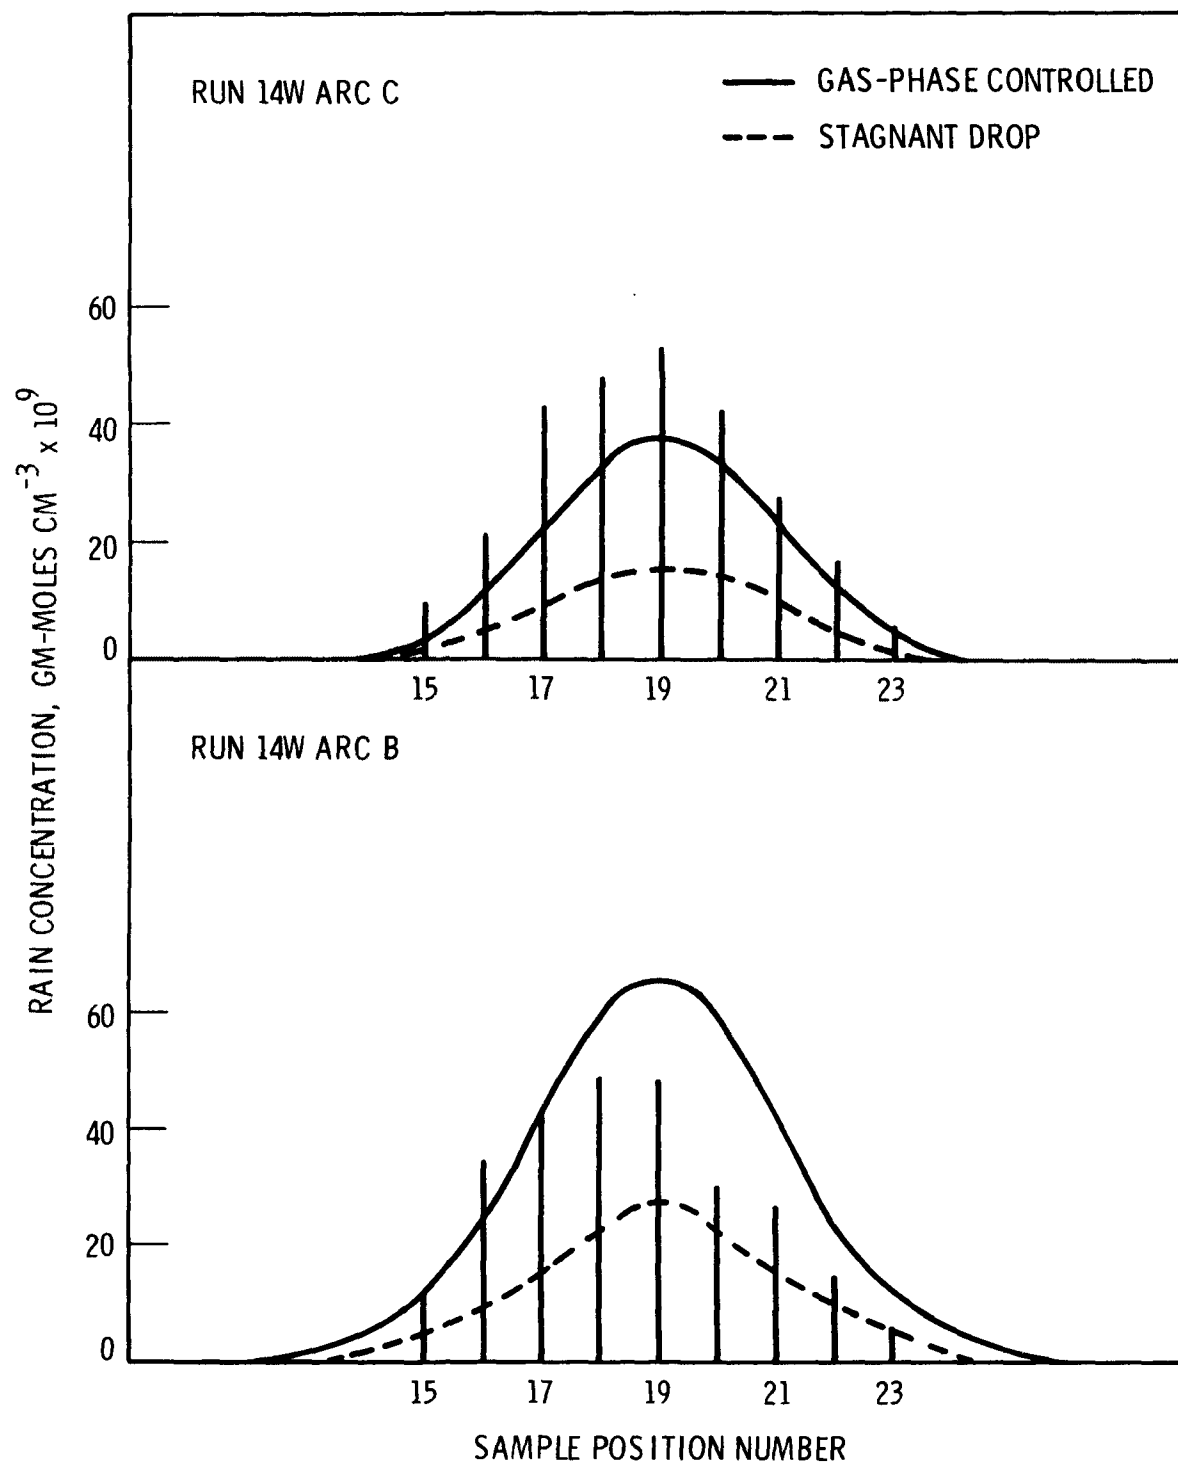 RUN 14W ARC C
GAS-PHASE CONTROLLED
STAGNANT DROP
60
40
20
0
15 17 19 21 23
RUN 14W ARC B
60
40
20
0
15 17 19 21 23
SAMPLE POSITION NUMBER
RAIN CONCENTRATION, GM-MOLES CM⁻³ x 10⁹